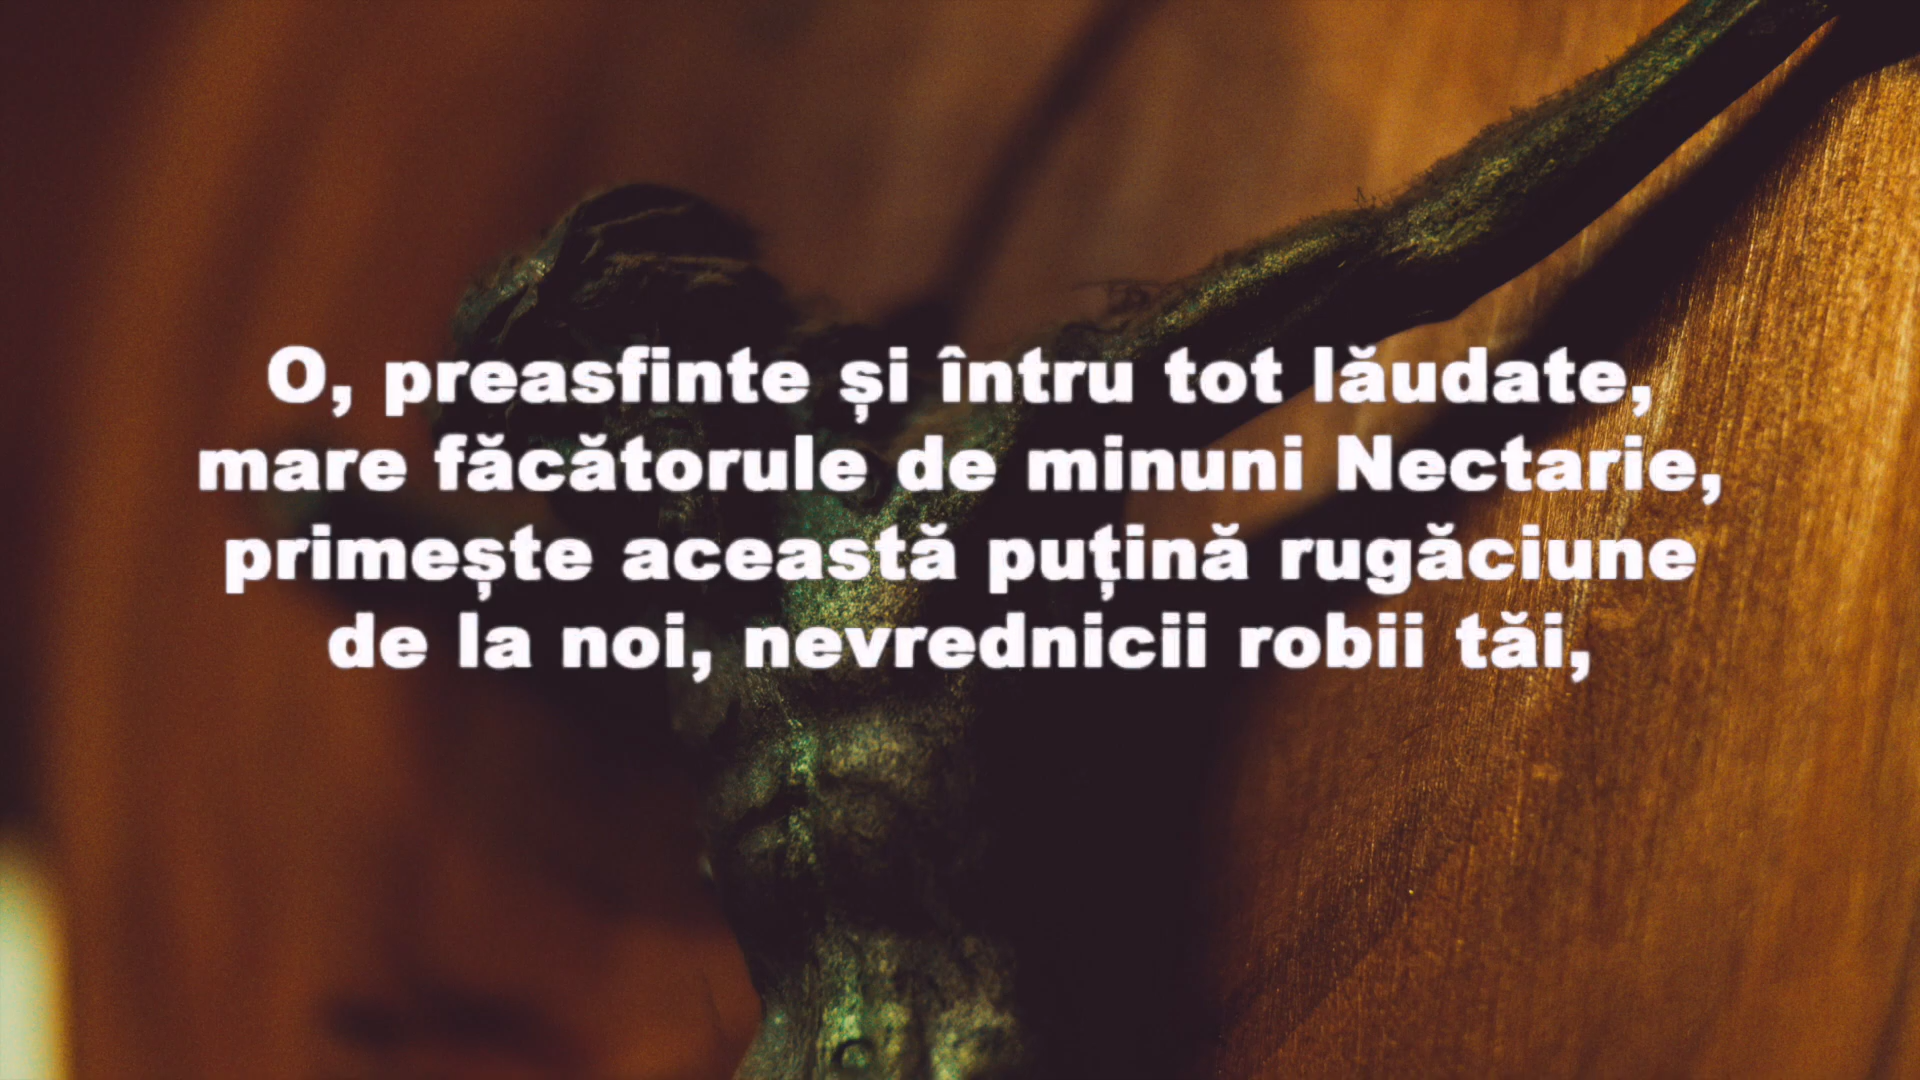 O, preasfinte și întru tot lăudate,
mare făcătorule de minuni Nectarie,
primește această puțină rugăciune
de la noi, nevrednicii robii tăi,